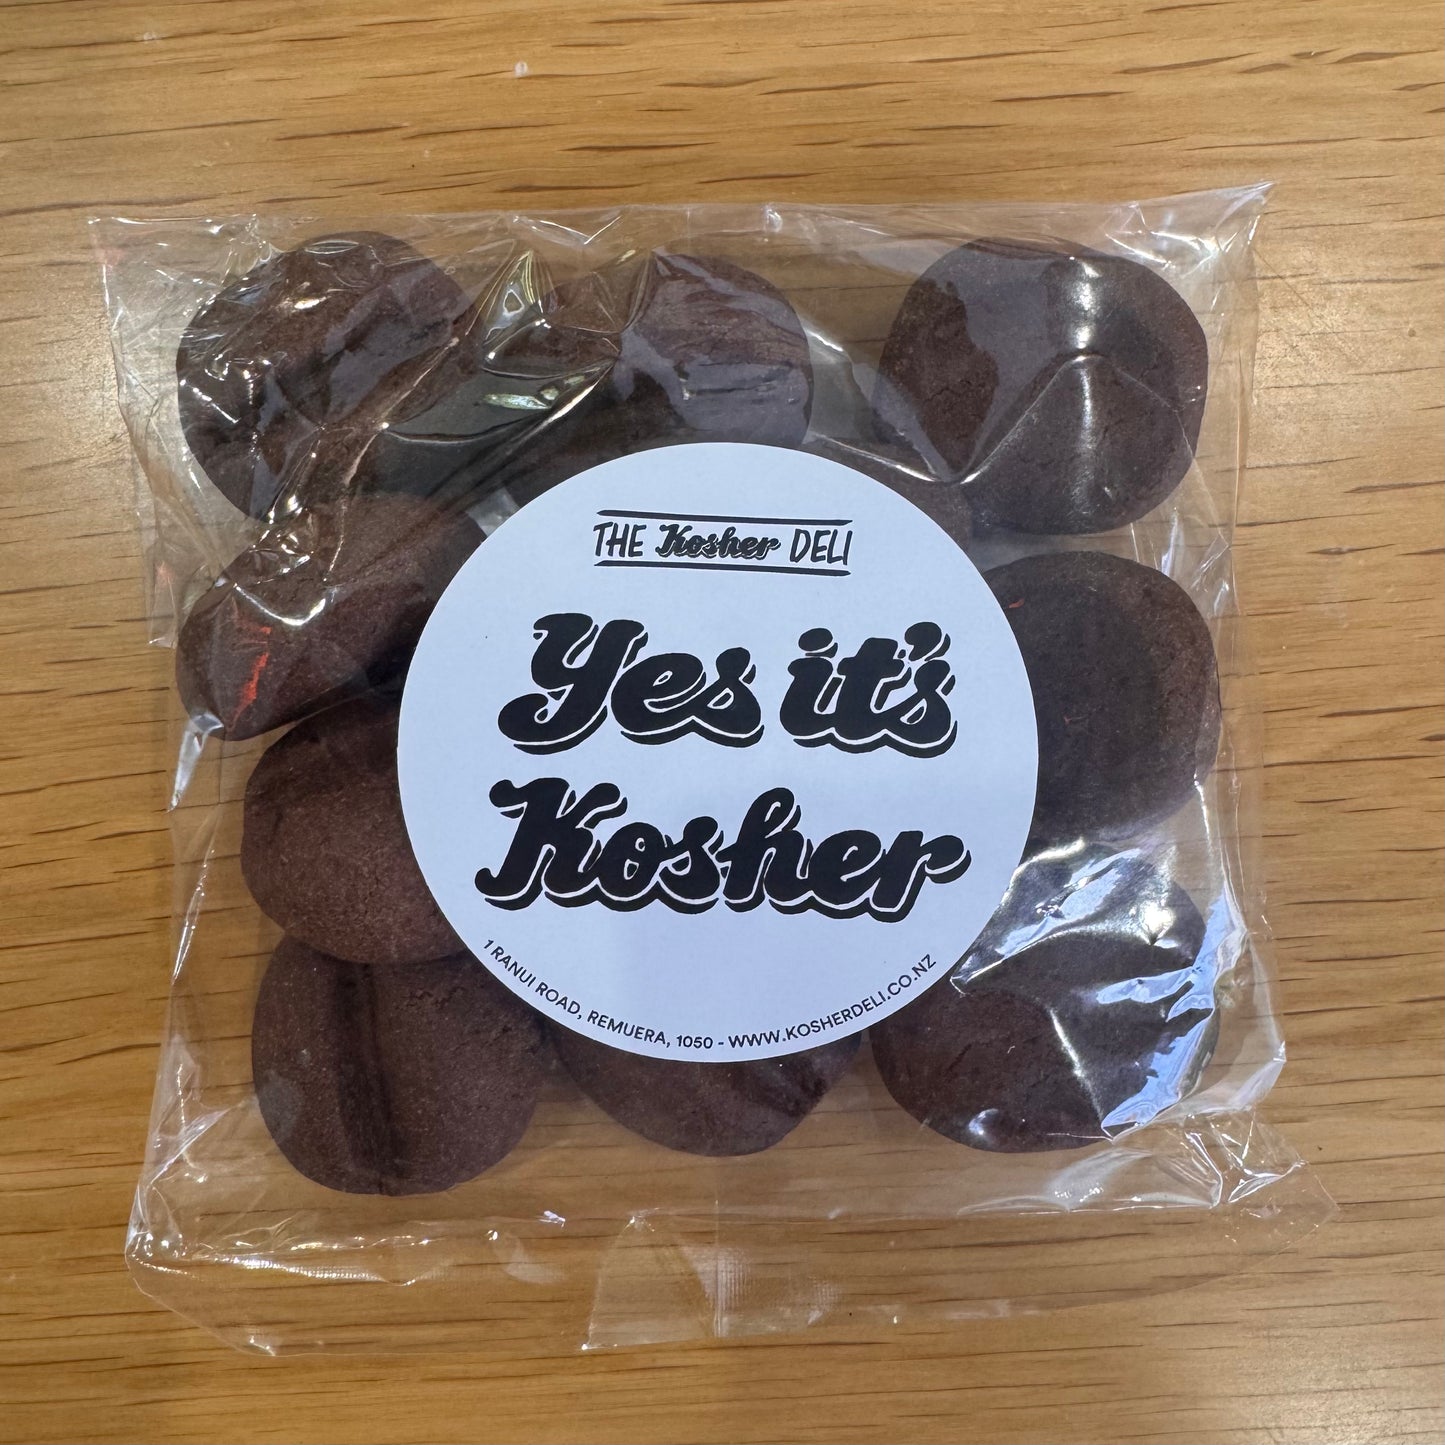 THE Kosher DELI
Yes it's
Kosher
1 RANUI ROAD, REMUERA, 1050 - WWW.KOSHERDELI.CO.NZ